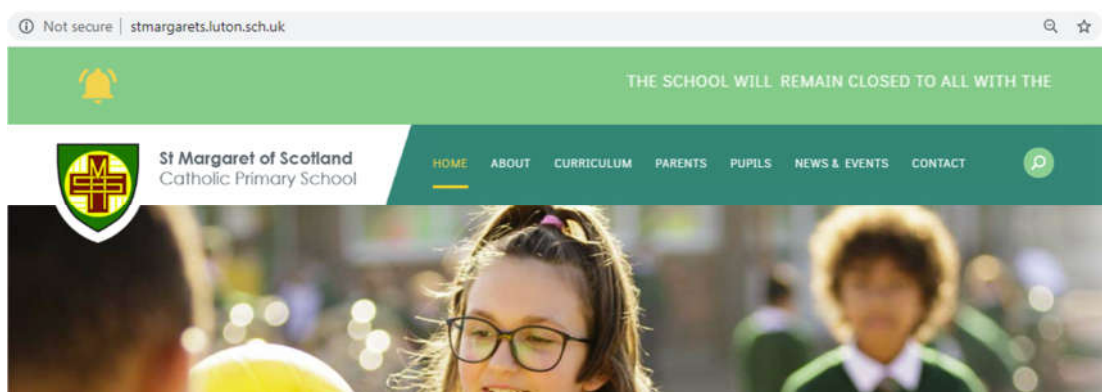 Not secure | stmargarets.luton.sch.uk
THE SCHOOL WILL REMAIN CLOSED TO ALL WITH THE
St Margaret of Scotland
Catholic Primary School
HOME ABOUT CURRICULUM PARENTS PUPILS NEWS & EVENTS CONTACT